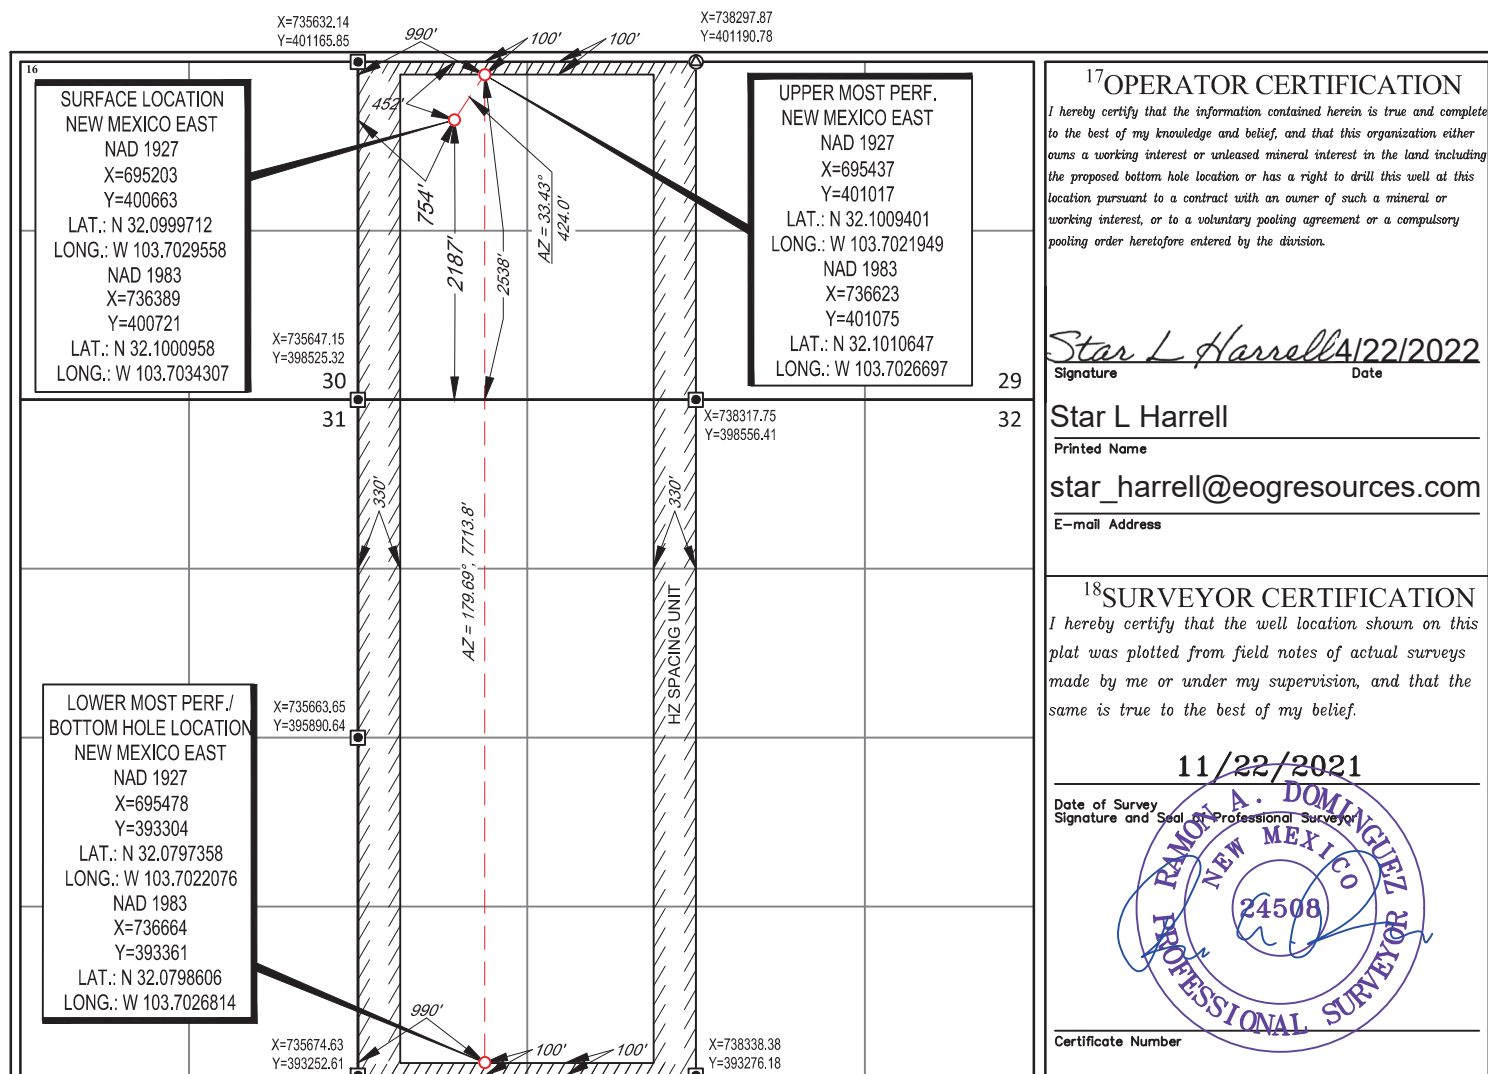 X=735632.14
Y=401165.85
X=738297.87
Y=401190.78
990'
100'
100'
16
SURFACE LOCATION
NEW MEXICO EAST
NAD 1927
X=695203
Y=400663
LAT.: N 32.0999712
LONG.: W 103.7029558
NAD 1983
X=736389
Y=400721
LAT.: N 32.1000958
LONG.: W 103.7034307
452'
754'
2187'
2538'
AZ = 33.43°
424.0'
UPPER MOST PERF.
NEW MEXICO EAST
NAD 1927
X=695437
Y=401017
LAT.: N 32.1009401
LONG.: W 103.7021949
NAD 1983
X=736623
Y=401075
LAT.: N 32.1010647
LONG.: W 103.7026697
X=735647.15
Y=398525.32
30
29
31
32
X=738317.75
Y=398556.41
330'
330'
AZ = 179.69°, 7713.8'
HZ SPACING UNIT
LOWER MOST PERF./
BOTTOM HOLE LOCATION
NEW MEXICO EAST
NAD 1927
X=695478
Y=393304
LAT.: N 32.0797358
LONG.: W 103.7022076
NAD 1983
X=736664
Y=393361
LAT.: N 32.0798606
LONG.: W 103.7026814
X=735663.65
Y=395890.64
990'
100'
100'
X=735674.63
Y=393252.61
X=738338.38
Y=393276.18
17 OPERATOR CERTIFICATION
I hereby certify that the information contained herein is true and complete
to the best of my knowledge and belief, and that this organization either
owns a working interest or unleased mineral interest in the land including
the proposed bottom hole location or has a right to drill this well at this
location pursuant to a contract with an owner of such a mineral or
working interest, or to a voluntary pooling agreement or a compulsory
pooling order heretofore entered by the division.
Star L Harrell 4/22/2022
Signature Date
Star L Harrell
Printed Name
star_harrell@eogresources.com
E-mail Address
18 SURVEYOR CERTIFICATION
I hereby certify that the well location shown on this
plat was plotted from field notes of actual surveys
made by me or under my supervision, and that the
same is true to the best of my belief.
11/22/2021
Date of Survey
Signature and Seal of Professional Surveyor
RAMON A. DOMINGUEZ
NEW MEXICO
24508
PROFESSIONAL SURVEYOR
Certificate Number